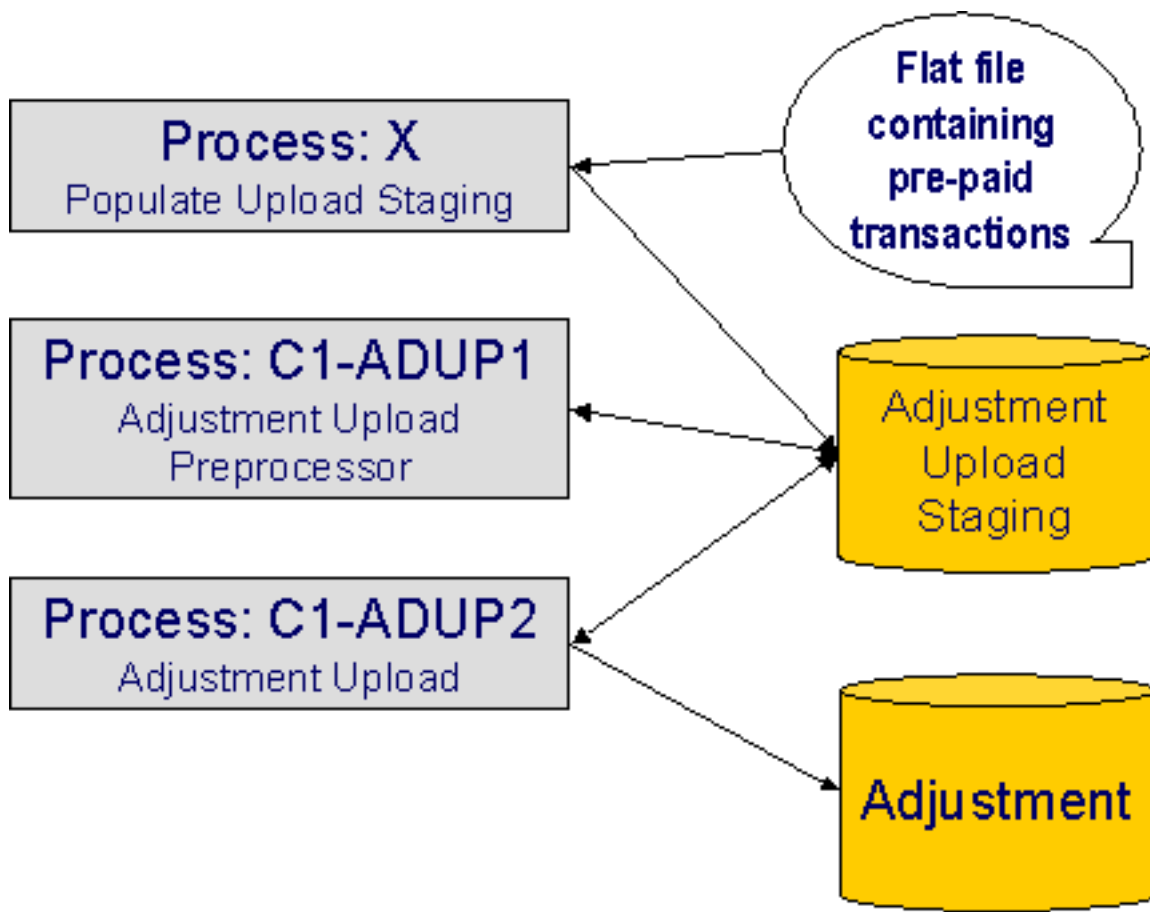 Process: X
Populate Upload Staging
Flat file
containing
pre-paid
transactions
Process: C1-ADUP1
Adjustment Upload
Preprocessor
Adjustment
Upload
Staging
Process: C1-ADUP2
Adjustment Upload
Adjustment